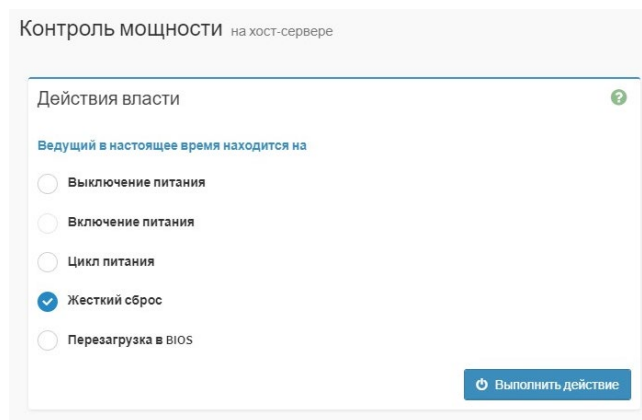 Контроль мощности на хост-сервере
Действия власти
Ведущий в настоящее время находится на
Выключение питания
Включение питания
Цикл питания
Жесткий сброс
Перезагрузка в BIOS
Выполнить действие